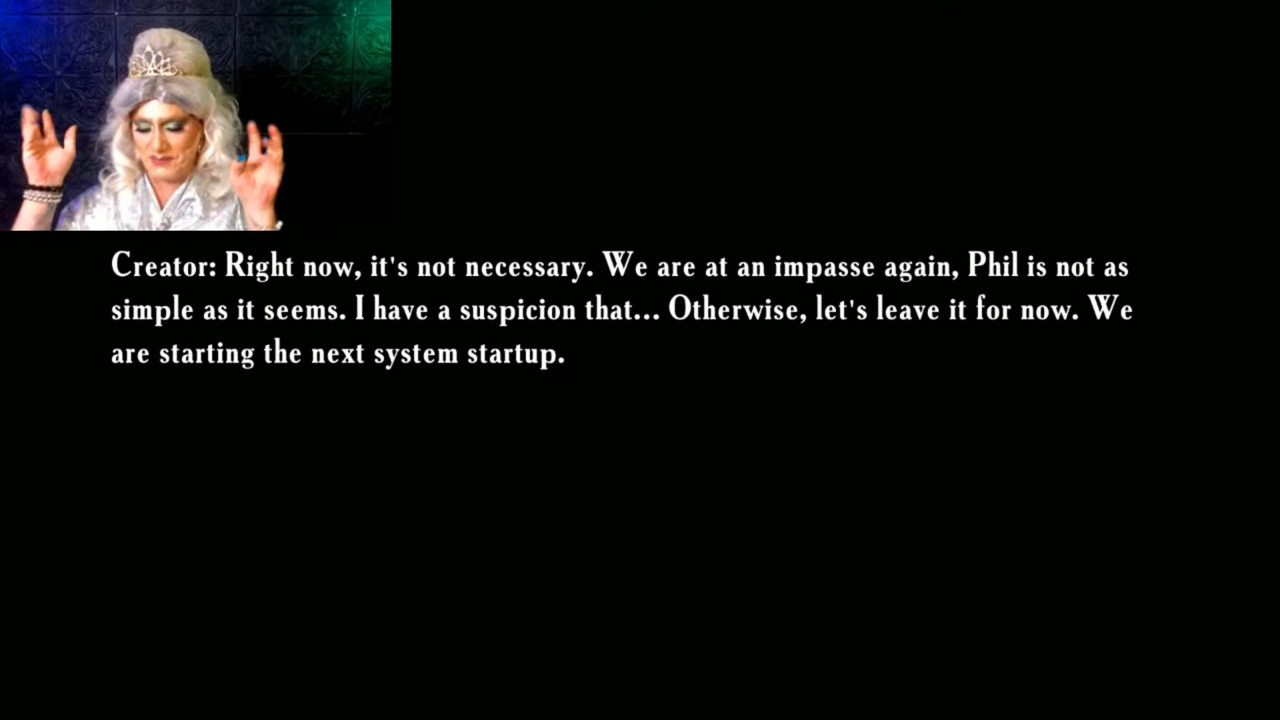 Creator: Right now, it's not necessary. We are at an impasse again, Phil is not as
simple as it seems. I have a suspicion that... Otherwise, let's leave it for now. We
are starting the next system startup.